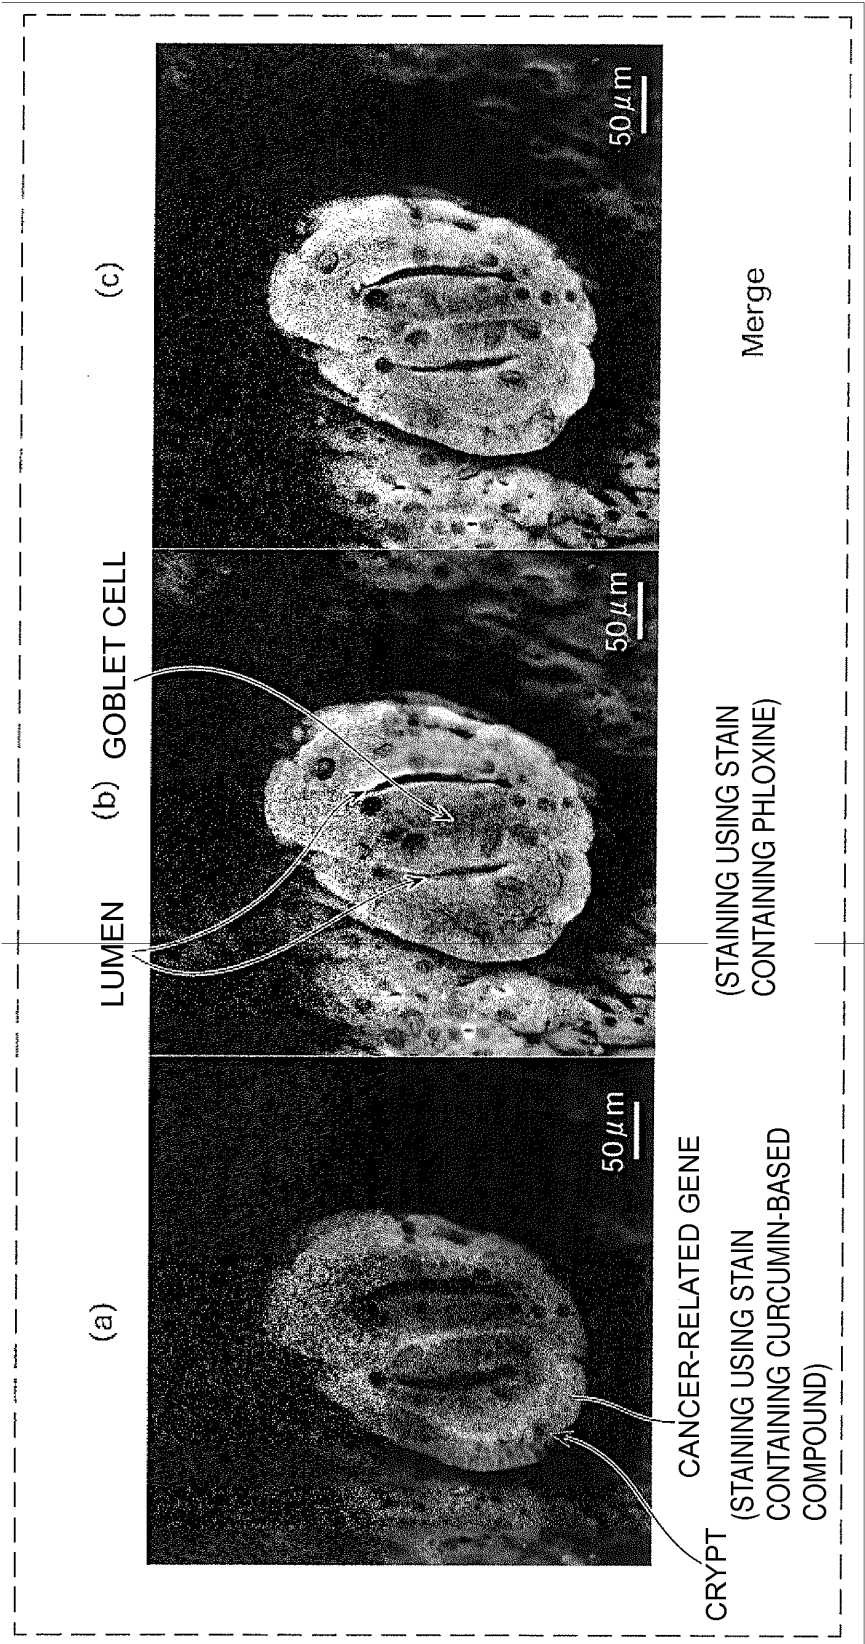 (a)
(b)
(c)
LUMEN
GOBLET CELL
50μm
50μm
50μm
CRYPT
CANCER-RELATED GENE
(STAINING USING STAIN
CONTAINING CURCUMIN-BASED
COMPOUND)
(STAINING USING STAIN
CONTAINING PHLOXINE)
Merge